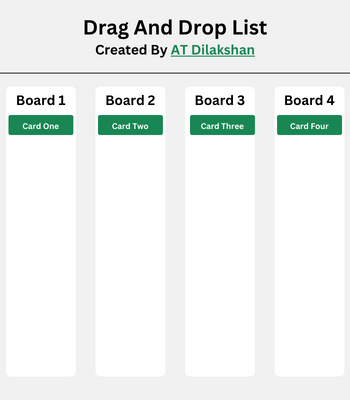 Drag And Drop List
Created By AT Dilakshan
Board 1
Card One
Board 2
Card Two
Board 3
Card Three
Board 4
Card Four